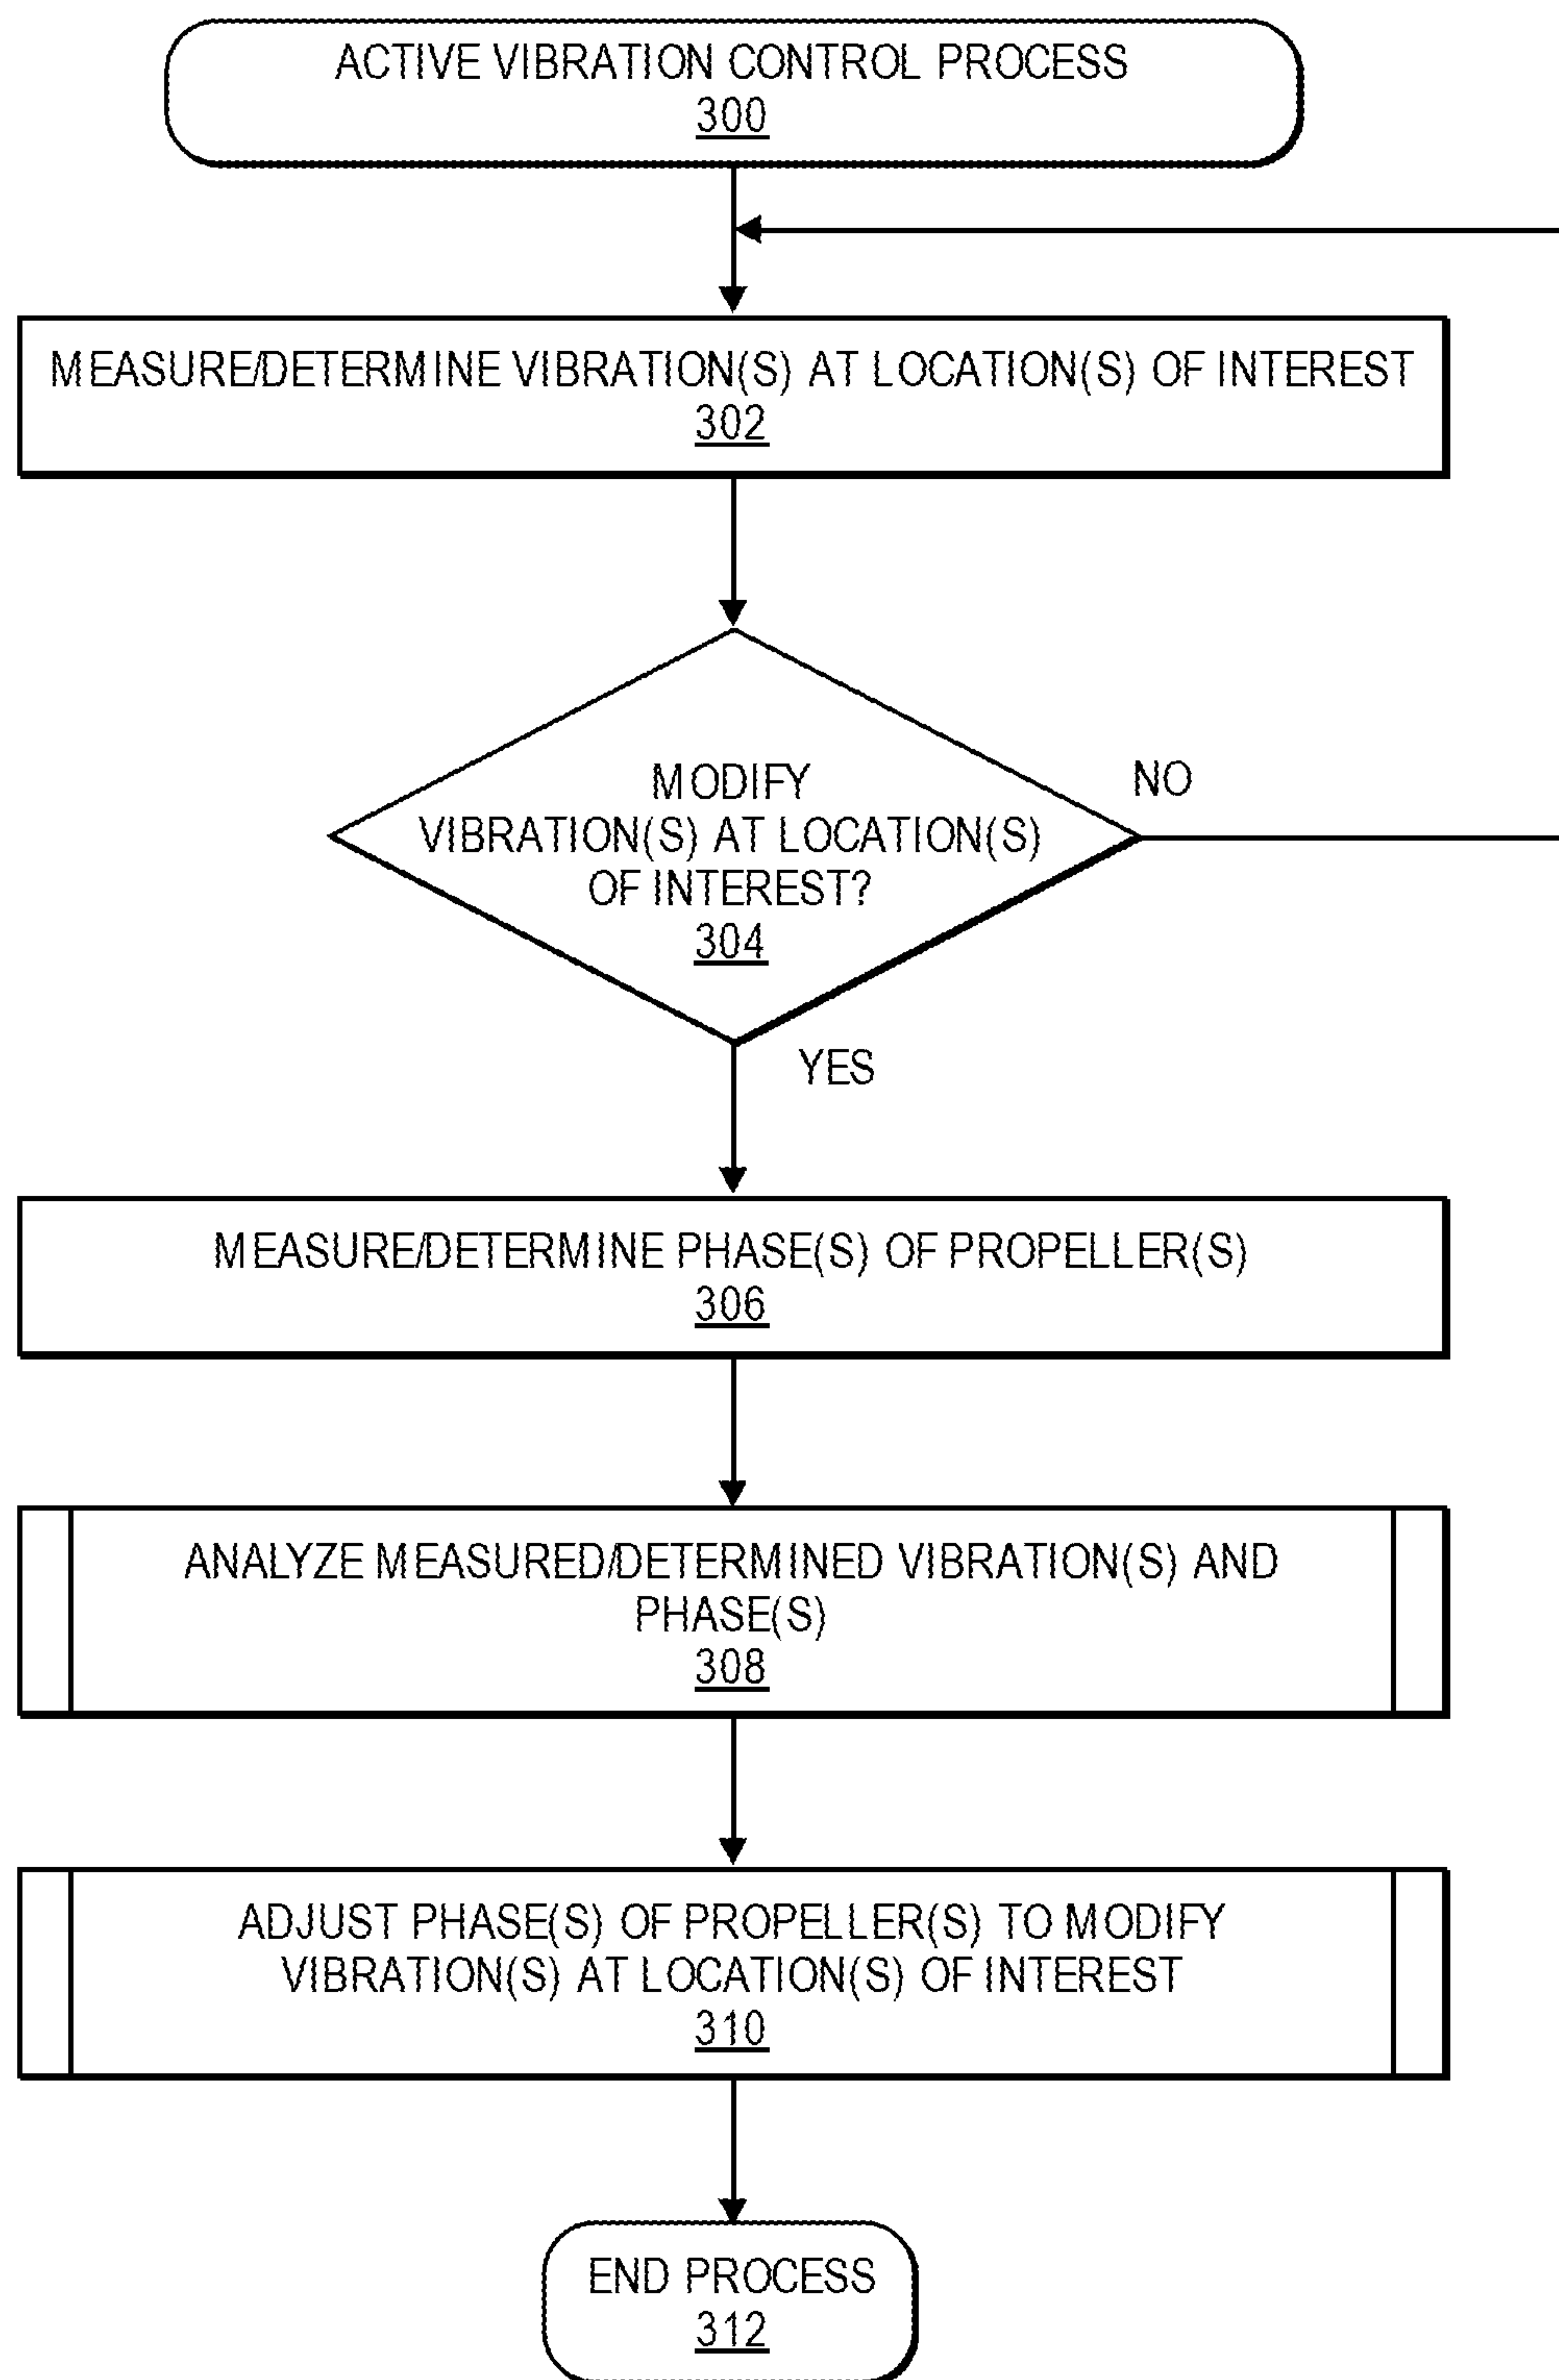 ACTIVE VIBRATION CONTROL PROCESS
300
MEASURE/DETERMINE VIBRATION(S) AT LOCATION(S) OF INTEREST
302
MODIFY
VIBRATION(S) AT LOCATION(S)
OF INTEREST?
304
NO
YES
MEASURE/DETERMINE PHASE(S) OF PROPELLER(S)
306
ANALYZE MEASURED/DETERMINED VIBRATION(S) AND
PHASE(S)
308
ADJUST PHASE(S) OF PROPELLER(S) TO MODIFY
VIBRATION(S) AT LOCATION(S) OF INTEREST
310
END PROCESS
312